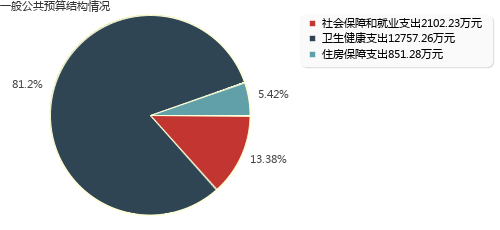 一般公共预算结构情况
社会保障和就业支出2102.23万元
卫生健康支出12757.26万元
住房保障支出851.28万元
81.2%
5.42%
13.38%